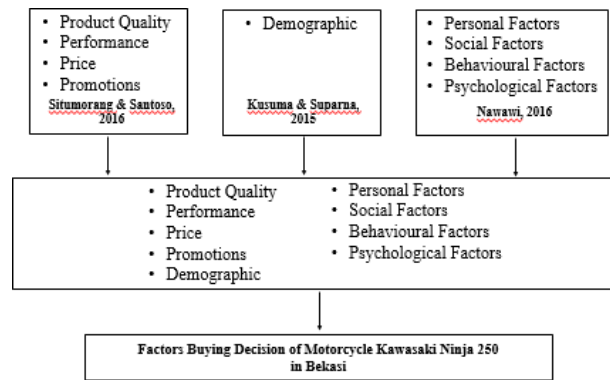 • Product Quality
• Performance
• Price
• Promotions
Situmorang & Santoso,
2016
• Demographic
Kusuma & Suparna,
2015
• Personal Factors
• Social Factors
• Behavioural Factors
• Psychological Factors
Nawawi, 2016
• Product Quality
• Performance
• Price
• Promotions
• Demographic
• Personal Factors
• Social Factors
• Behavioural Factors
• Psychological Factors
Factors Buying Decision of Motorcycle Kawasaki Ninja 250
in Bekasi